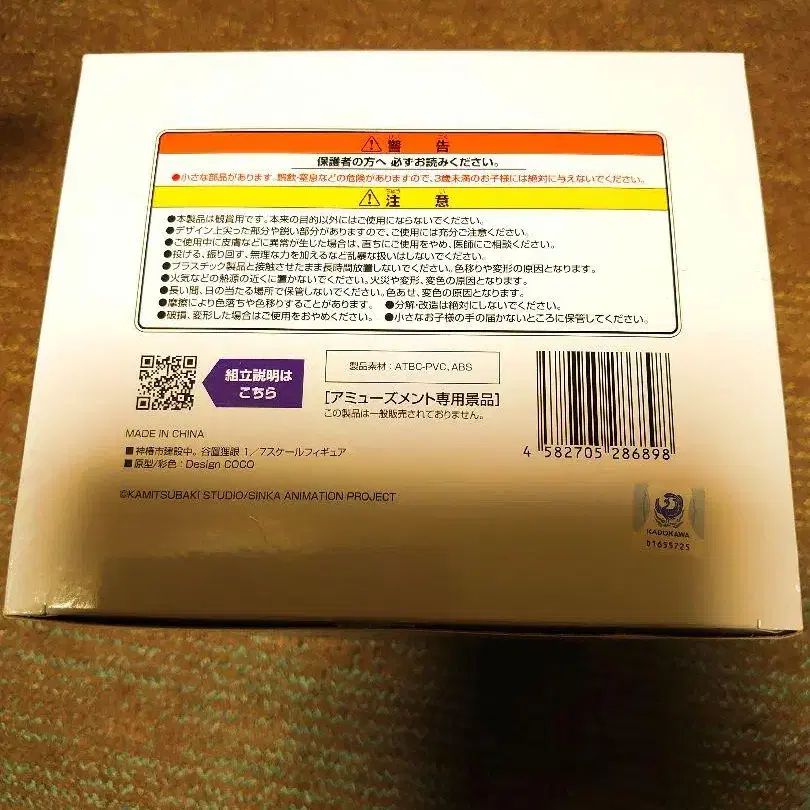 警告
保護者の方へ 必ずお読みください。
●小さな部品があります。誤飲・窒息などの危険がありますので、3歳未満のお子様には絶対に与えないでください。
注意
●本製品は観賞用です。本来の目的以外にはご使用にならないでください。
●デザイン上尖った部分や鋭い部分がありますので、ご使用には充分ご注意ください。
●ご使用中に皮膚などに異常が生じた場合は、直ちにご使用をやめ、医師にご相談ください。
●投げる、振り回す、無理な力を加えるなど乱暴な扱いはしないでください。
●プラスチック製品と接触させたまま長時間放置しないでください。色移りや変形の原因となります。
●火気などの熱源の近くに置かないでください。火災や変形、変色の原因となります。
●長い間、日の当たる場所で保管しないでください。色あせ、変色の原因となります。
●摩擦により色落ちや色移りすることがあります。 ●分解・改造は絶対にしないでください。
●破損、変形した場合はご使用をおやめください。 ●小さなお子様の手の届かないところに保管してください。
組立説明は
こちら
製品素材：ATBC-PVC、ABS
[アミューズメント専用景品]
この製品は一般販売されておりません。
4 582705 286898
MADE IN CHINA
■神椿市建設中。谷置狸眼 1／7スケールフィギュア
■原型/彩色：Design COCO
©KAMITSUBAKI STUDIO/SINKA ANIMATION PROJECT
KADOKAWA
01655725